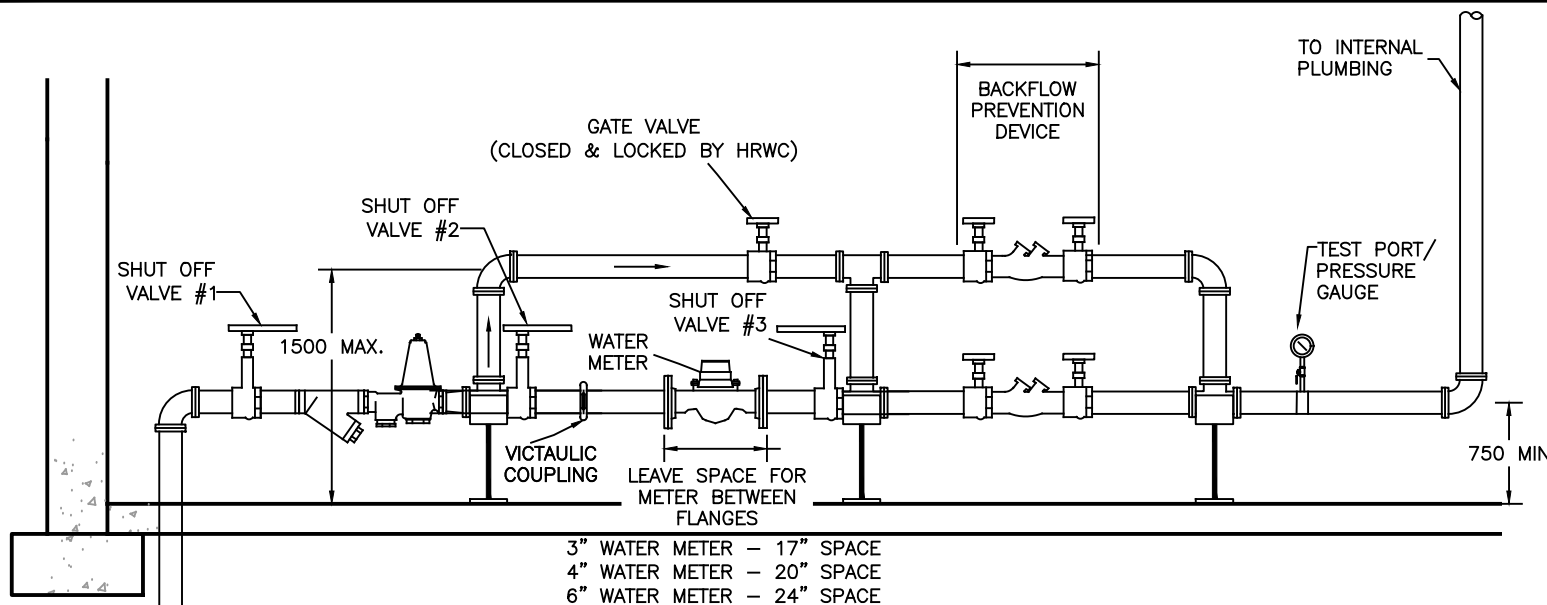 TO INTERNAL
PLUMBING
BACKFLOW
PREVENTION
DEVICE
GATE VALVE
(CLOSED & LOCKED BY HRWC)
SHUT OFF
VALVE #2
SHUT OFF
VALVE #1
TEST PORT/
PRESSURE
GAUGE
SHUT OFF
VALVE #3
1500 MAX.
WATER
METER
VICTAULIC
COUPLING
750 MIN
LEAVE SPACE FOR
METER BETWEEN
FLANGES
3" WATER METER – 17" SPACE
4" WATER METER – 20" SPACE
6" WATER METER – 24" SPACE